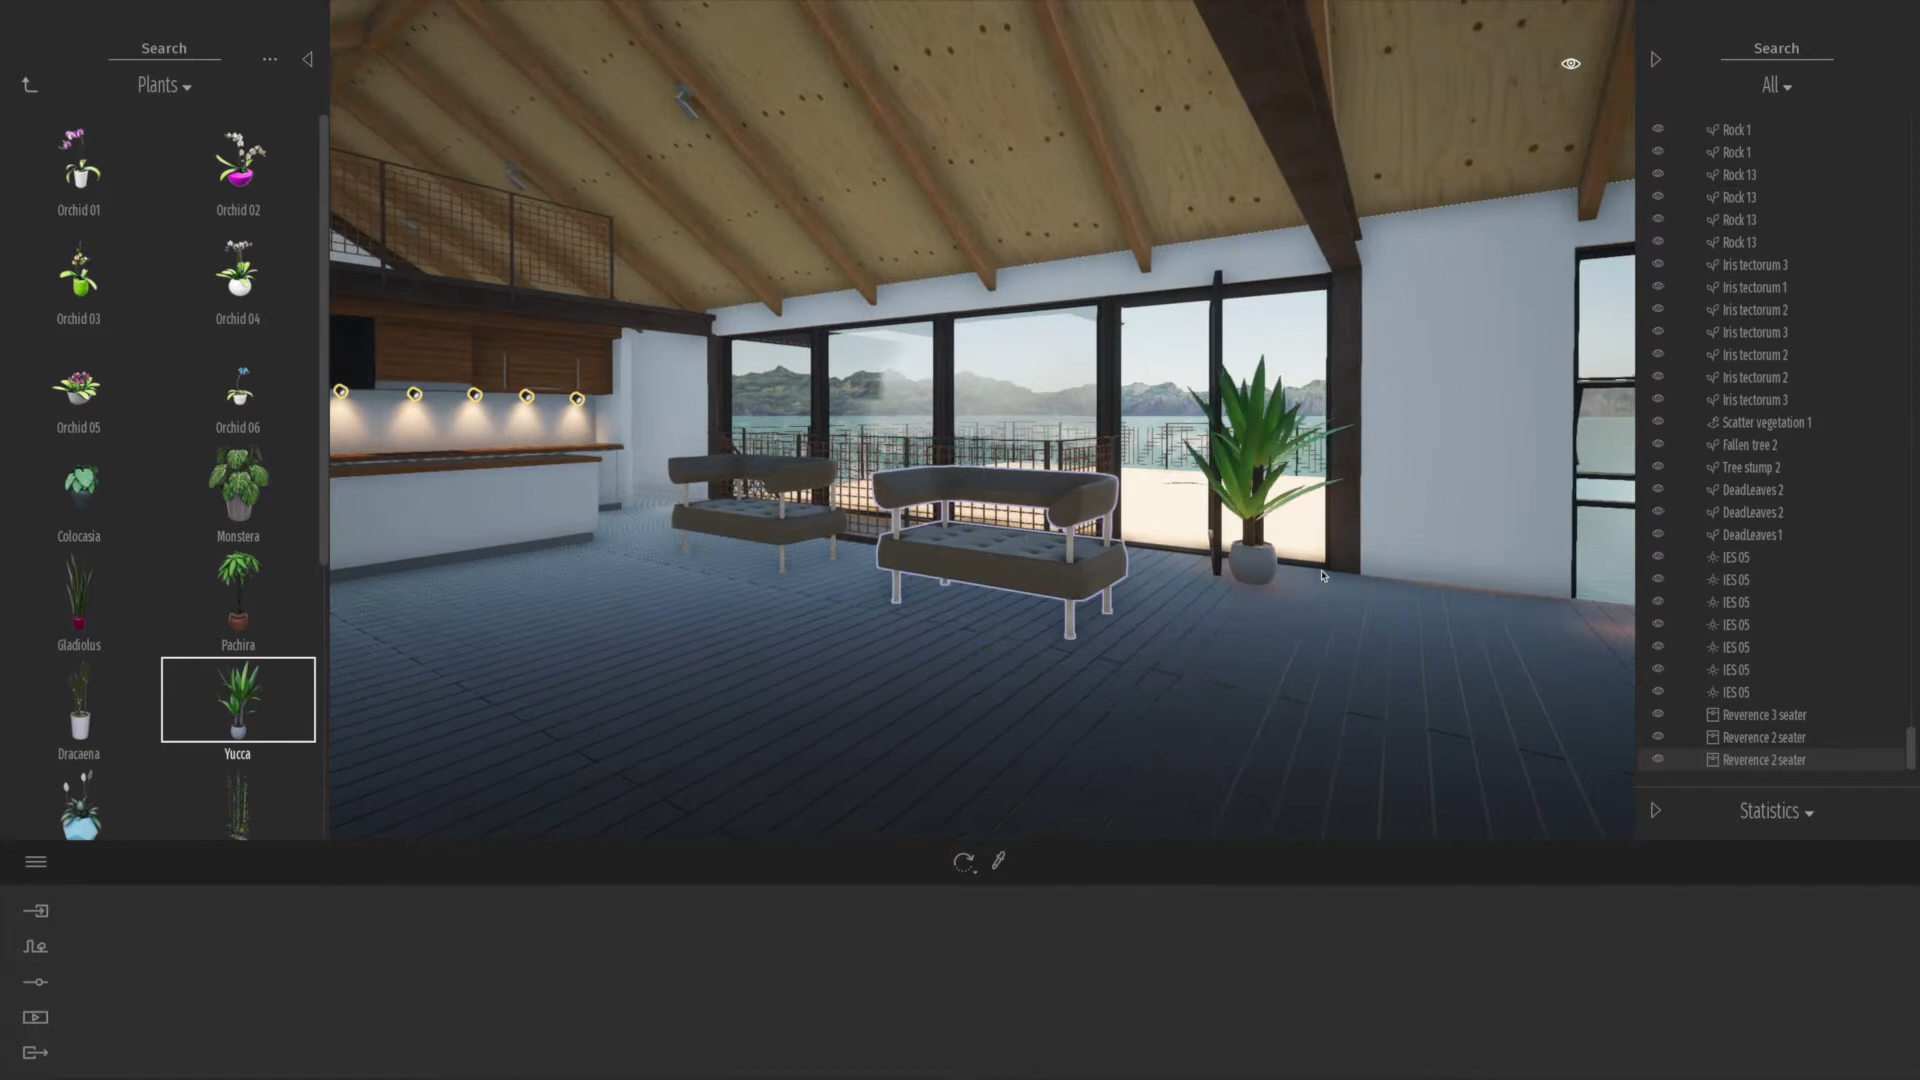 Search
...
Plants
Orchid 01
Orchid 02
Orchid 03
Orchid 04
Orchid 05
Orchid 06
Colocasia
Monstera
Gladiolus
Pachira
Dracaena
Yucca
Search
All
Rock 1
Rock 1
Rock 13
Rock 13
Rock 13
Rock 13
Iris tectorum 3
Iris tectorum 1
Iris tectorum 2
Iris tectorum 3
Iris tectorum 2
Iris tectorum 2
Iris tectorum 3
Scatter vegetation 1
Fallen tree 2
Tree stump 2
DeadLeaves 2
DeadLeaves 2
DeadLeaves 1
IES 05
IES 05
IES 05
IES 05
IES 05
IES 05
IES 05
Reverence 3 seater
Reverence 2 seater
Reverence 2 seater
Statistics